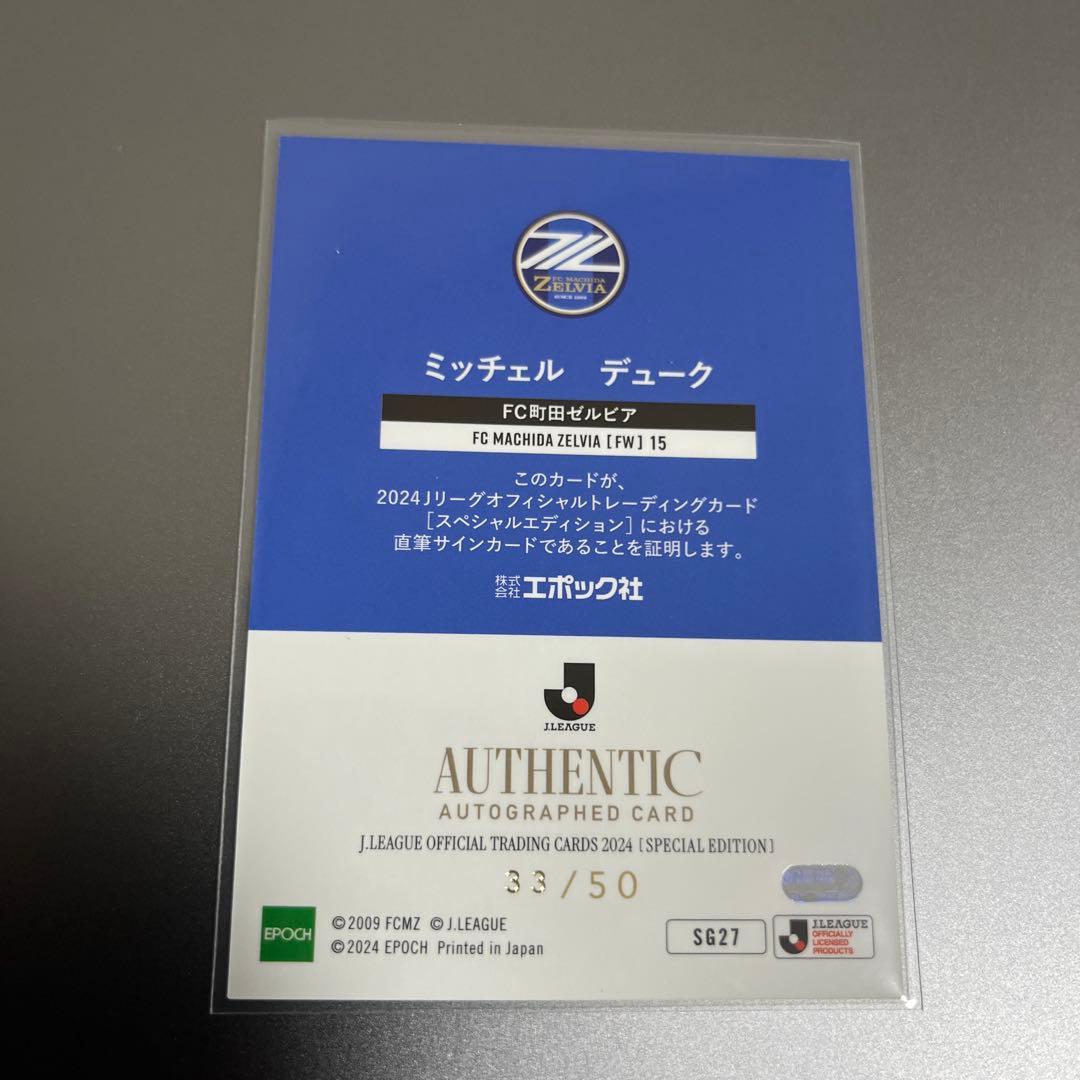 FC MACHIDA
ZELVIA
SINCE 1989
ミッチェル デューク
FC町田ゼルビア
FC MACHIDA ZELVIA [FW] 15
このカードが、
2024Jリーグオフィシャルトレーディングカード
[スペシャルエディション]における
直筆サインカードであることを証明します。
株式会社エポック社
J.LEAGUE
AUTHENTIC
AUTOGRAPHED CARD
J.LEAGUE OFFICIAL TRADING CARDS 2024 [SPECIAL EDITION]
33/50
EPOCH
©2009 FCMZ ©J.LEAGUE
©2024 EPOCH Printed in Japan
SG27
J.LEAGUE
OFFICIALLY
LICENSED
PRODUCTS